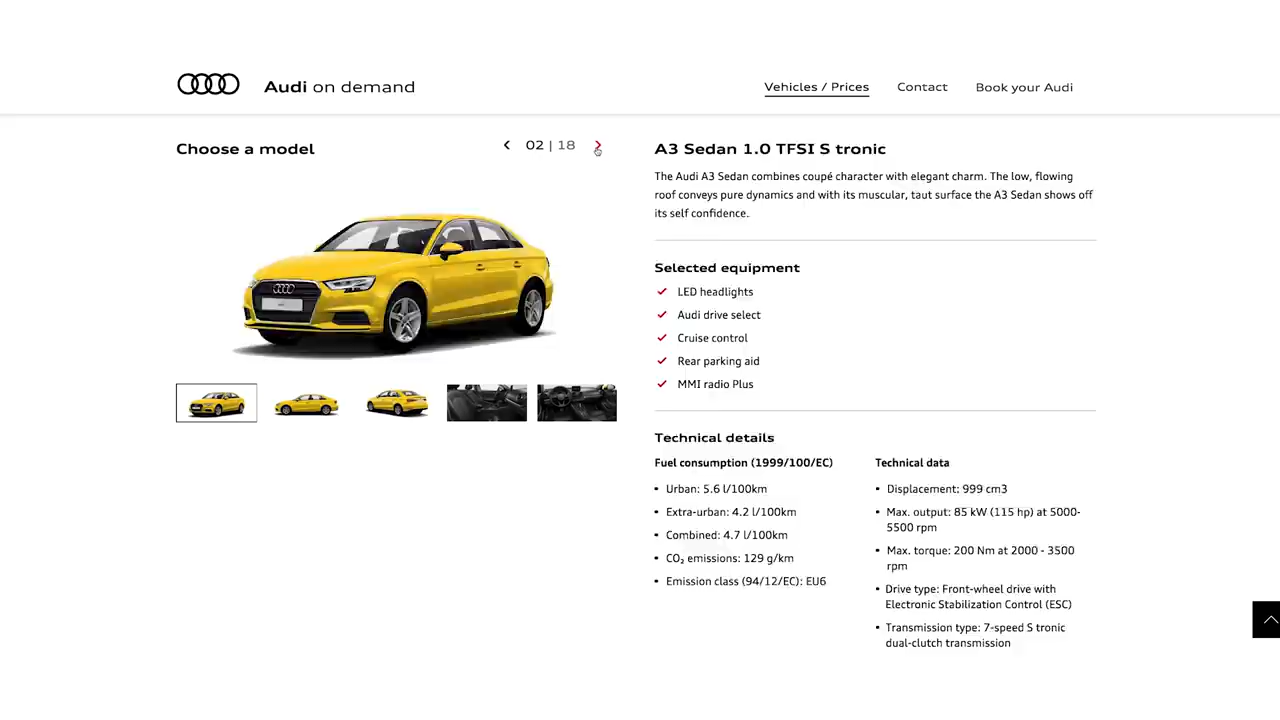 Audi on demand
Vehicles / Prices
Contact
Book your Audi
Choose a model
02 | 18
A3 Sedan 1.0 TFSI S tronic
The Audi A3 Sedan combines coupé character with elegant charm. The low, flowing
roof conveys pure dynamics and with its muscular, taut surface the A3 Sedan shows off
its self confidence.
Selected equipment
LED headlights
Audi drive select
Cruise control
Rear parking aid
MMI radio Plus
Technical details
Fuel consumption (1999/100/EC)
• Urban: 5.6 l/100km
• Extra-urban: 4.2 l/100km
• Combined: 4.7 l/100km
• CO₂ emissions: 129 g/km
• Emission class (94/12/EC): EU6
Technical data
• Displacement: 999 cm3
• Max. output: 85 kW (115 hp) at 5000-
5500 rpm
• Max. torque: 200 Nm at 2000 - 3500
rpm
• Drive type: Front-wheel drive with
Electronic Stabilization Control (ESC)
• Transmission type: 7-speed S tronic
dual-clutch transmission